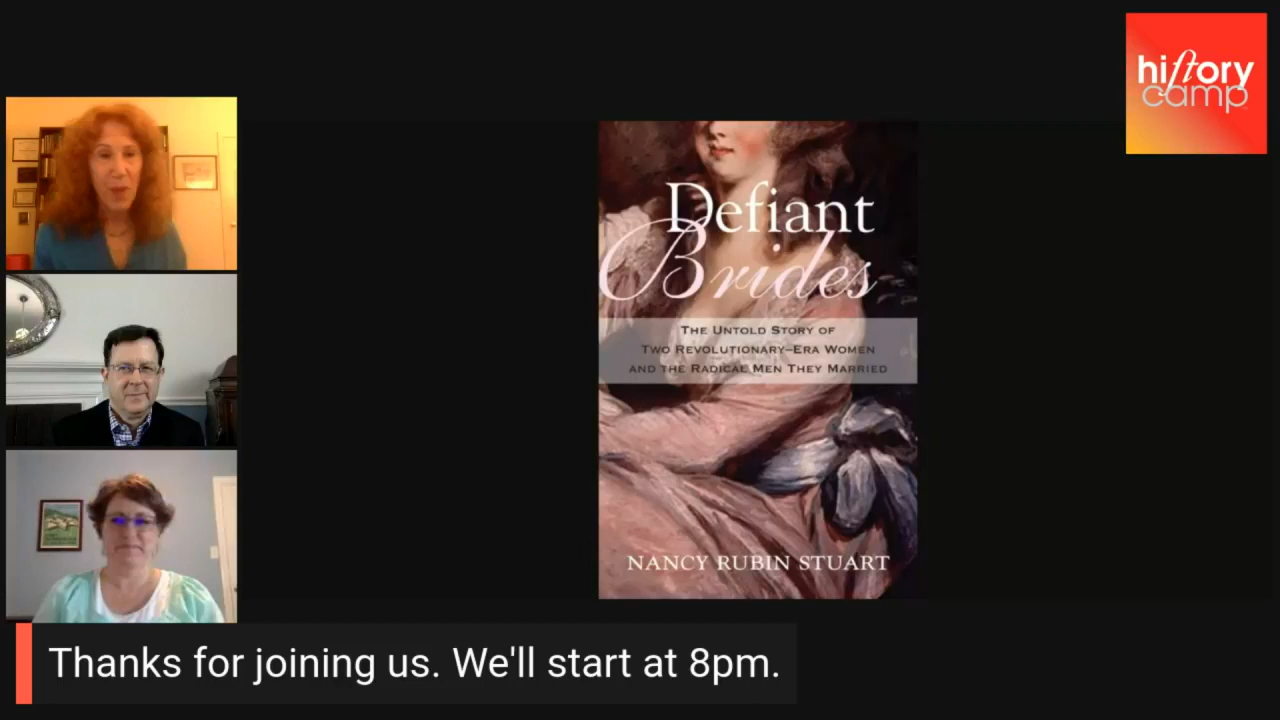 hiſtory
camp
Defiant
Brides
THE UNTOLD STORY OF
TWO REVOLUTIONARY–ERA WOMEN
AND THE RADICAL MEN THEY MARRIED
NANCY RUBIN STUART
Thanks for joining us. We'll start at 8pm.